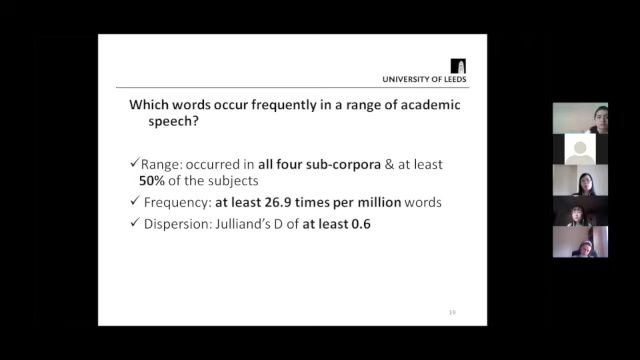 UNIVERSITY OF LEEDS
Which words occur frequently in a range of academic
speech?
✓Range: occurred in all four sub-corpora & at least
50% of the subjects
✓ Frequency: at least 26.9 times per million words
✓ Dispersion: Julliand's D of at least 0.6